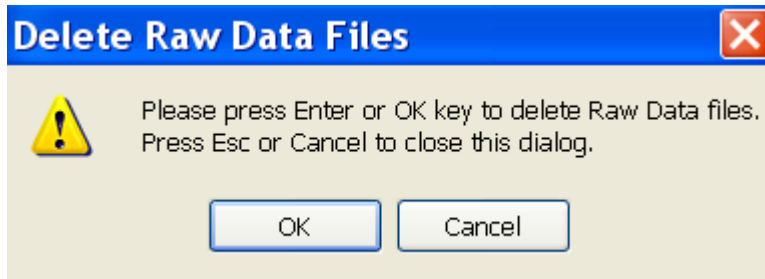 Delete Raw Data Files
Please press Enter or OK key to delete Raw Data files.
Press Esc or Cancel to close this dialog.
OK Cancel